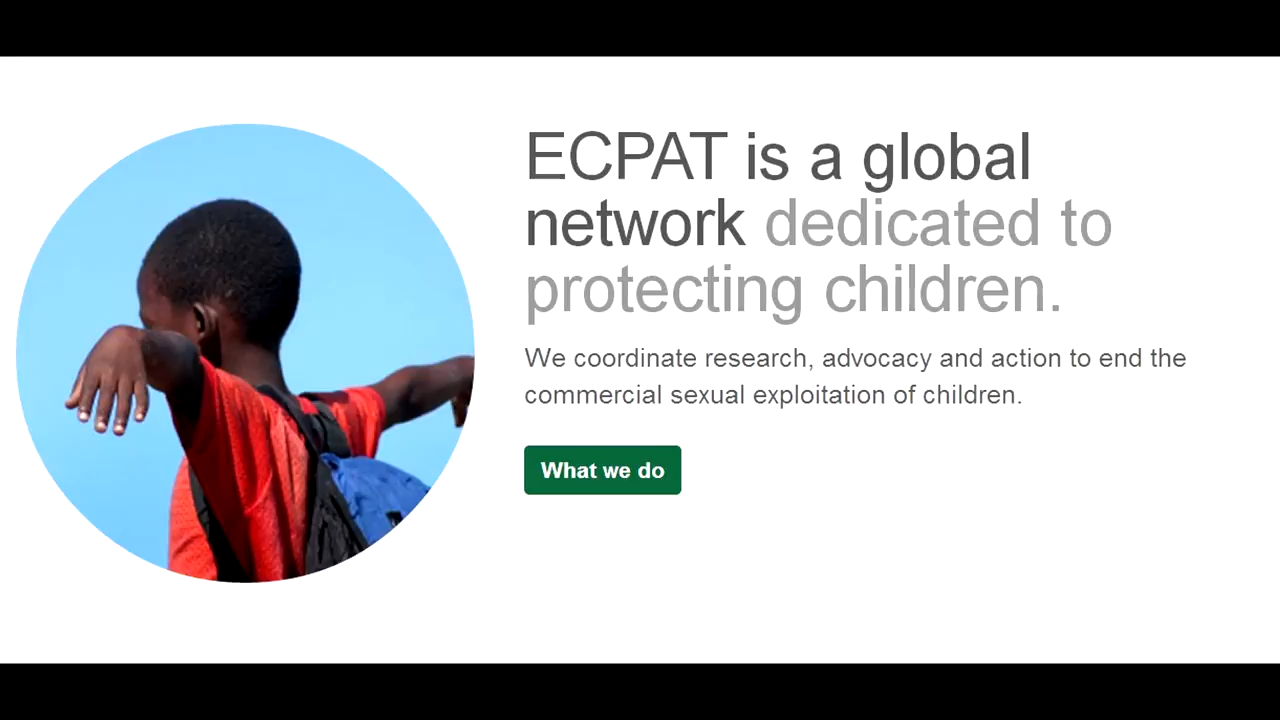 ECPAT is a global
network dedicated to
protecting children.
We coordinate research, advocacy and action to end the
commercial sexual exploitation of children.
What we do